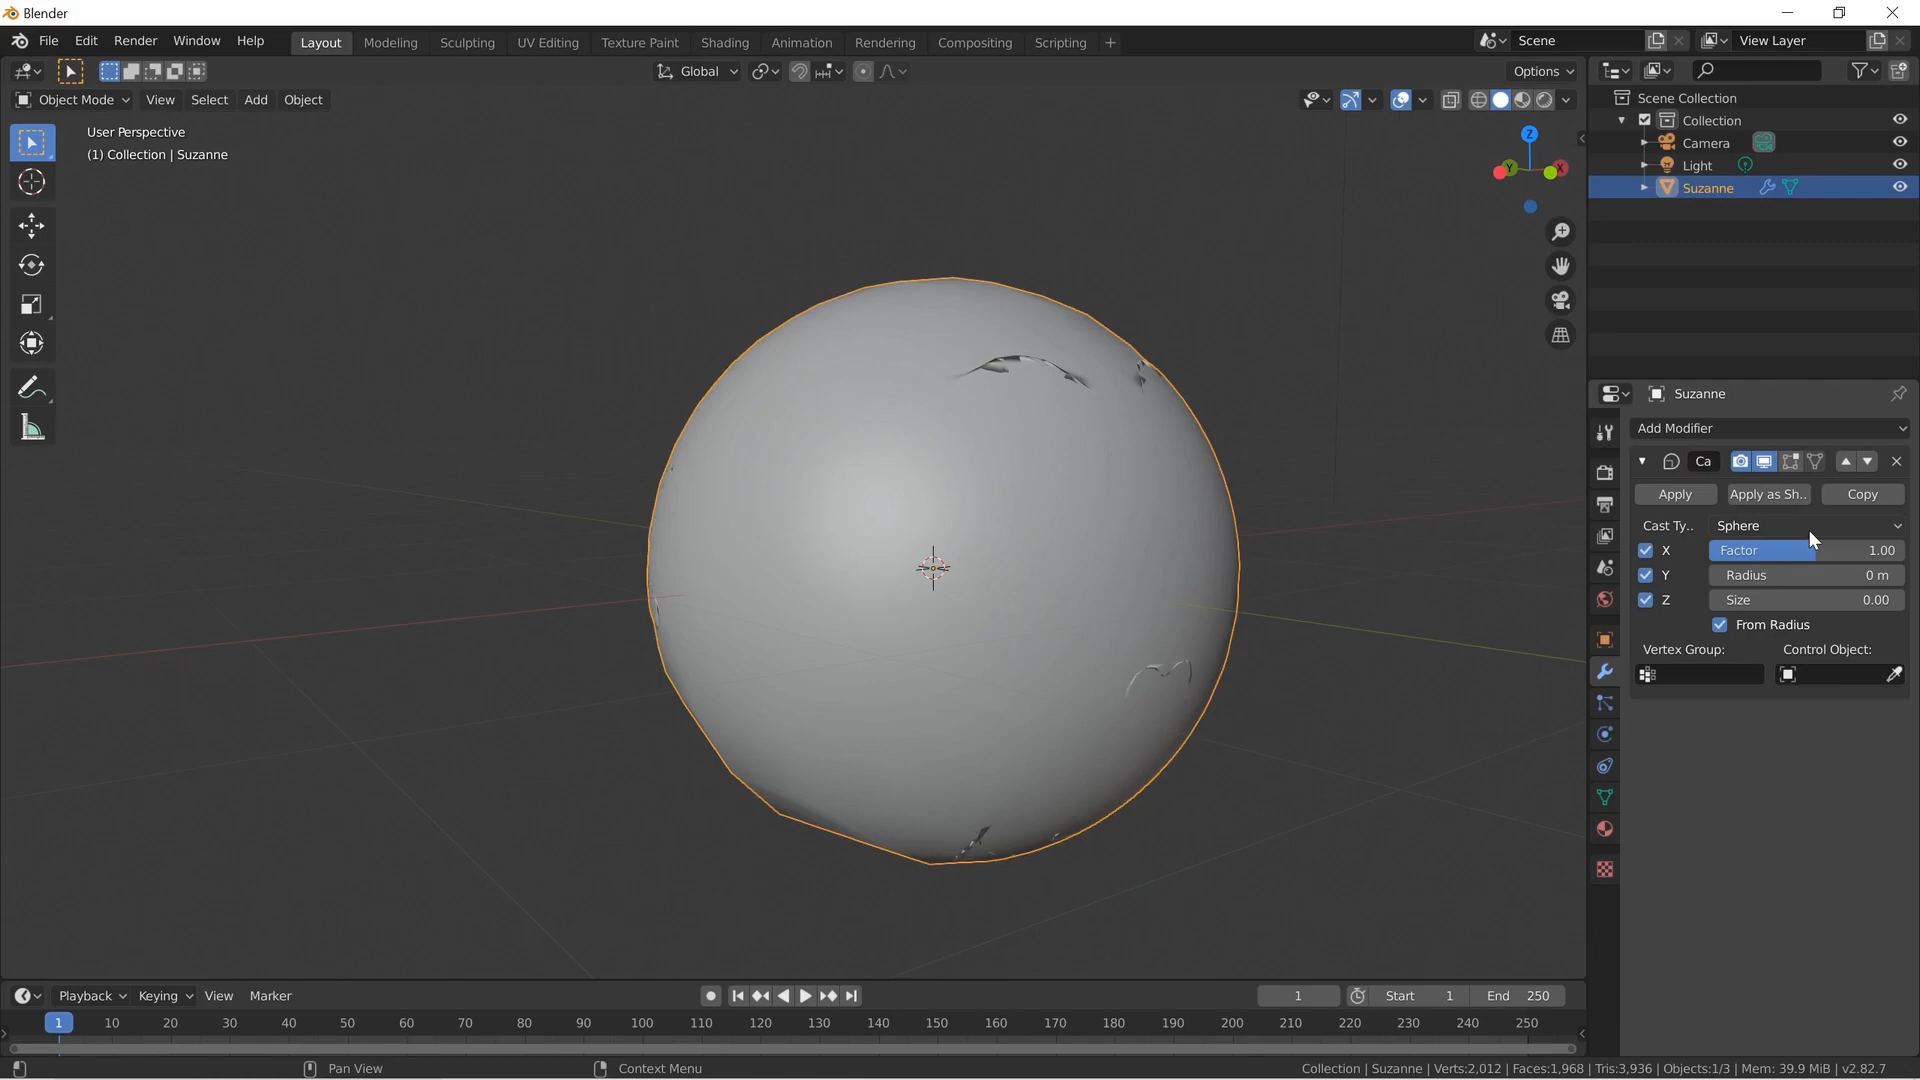 Blender
File Edit Render Window Help Layout Modeling Sculpting UV Editing Texture Paint Shading Animation Rendering Compositing Scripting + Scene View Layer
Global Options
Object Mode View Select Add Object
User Perspective
(1) Collection | Suzanne
Z
Y
X
Scene Collection
Collection
Camera
Light
Suzanne
Suzanne
Add Modifier
Ca
Apply Apply as Sh.. Copy
Cast Ty.. Sphere
X Factor 1.00
Y Radius 0 m
Z Size 0.00
From Radius
Vertex Group: Control Object:
Playback Keying View Marker 1 Start 1 End 250
1 10 20 30 40 50 60 70 80 90 100 110 120 130 140 150 160 170 180 190 200 210 220 230 240 250
Pan View Context Menu Collection | Suzanne | Verts:2,012 | Faces:1,968 | Tris:3,936 | Objects:1/3 | Mem: 39.9 MiB | v2.82.7